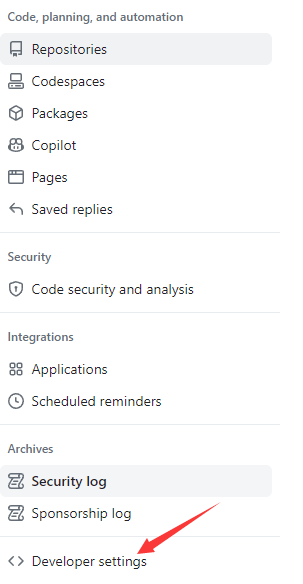 Code, planning, and automation
Repositories
Codespaces
Packages
Copilot
Pages
Saved replies
Security
Code security and analysis
Integrations
Applications
Scheduled reminders
Archives
Security log
Sponsorship log
Developer settings